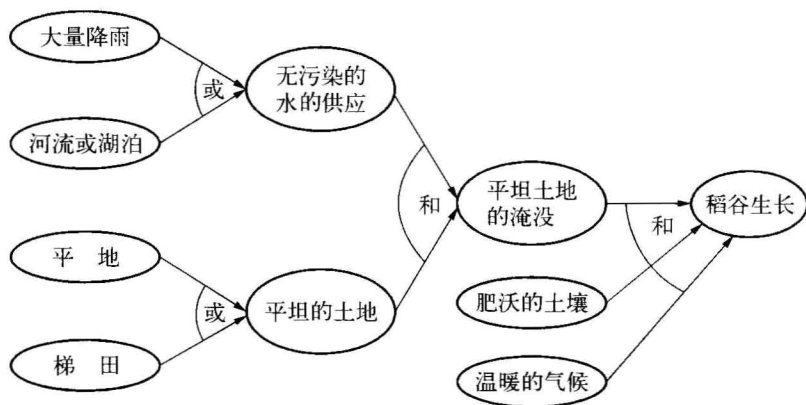 大量降雨
或
河流或湖泊
无污染的
水的供应
和
平地
或
梯田
平坦的土地
平坦土地
的淹没
和
肥沃的土壤
温暖的气候
稻谷生长